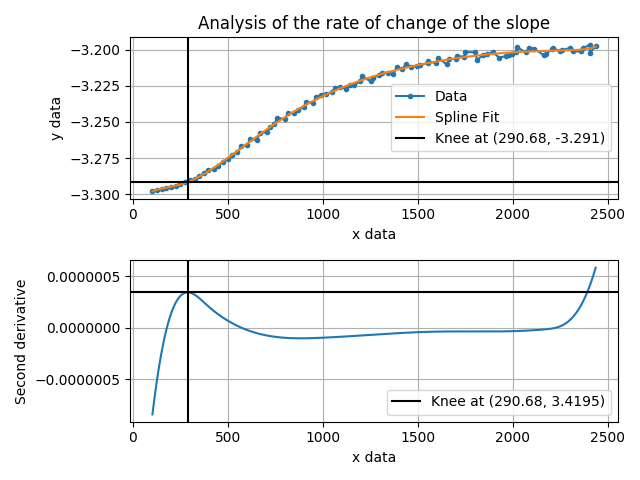 Analysis of the rate of change of the slope
−3.200
−3.225
−3.250
−3.275
−3.300
y data
Data
Spline Fit
Knee at (290.68, -3.291)
0
500
1000
1500
2000
2500
x data
0.0000005
0.0000000
−0.0000005
Second derivative
Knee at (290.68, 3.4195)
0
500
1000
1500
2000
2500
x data